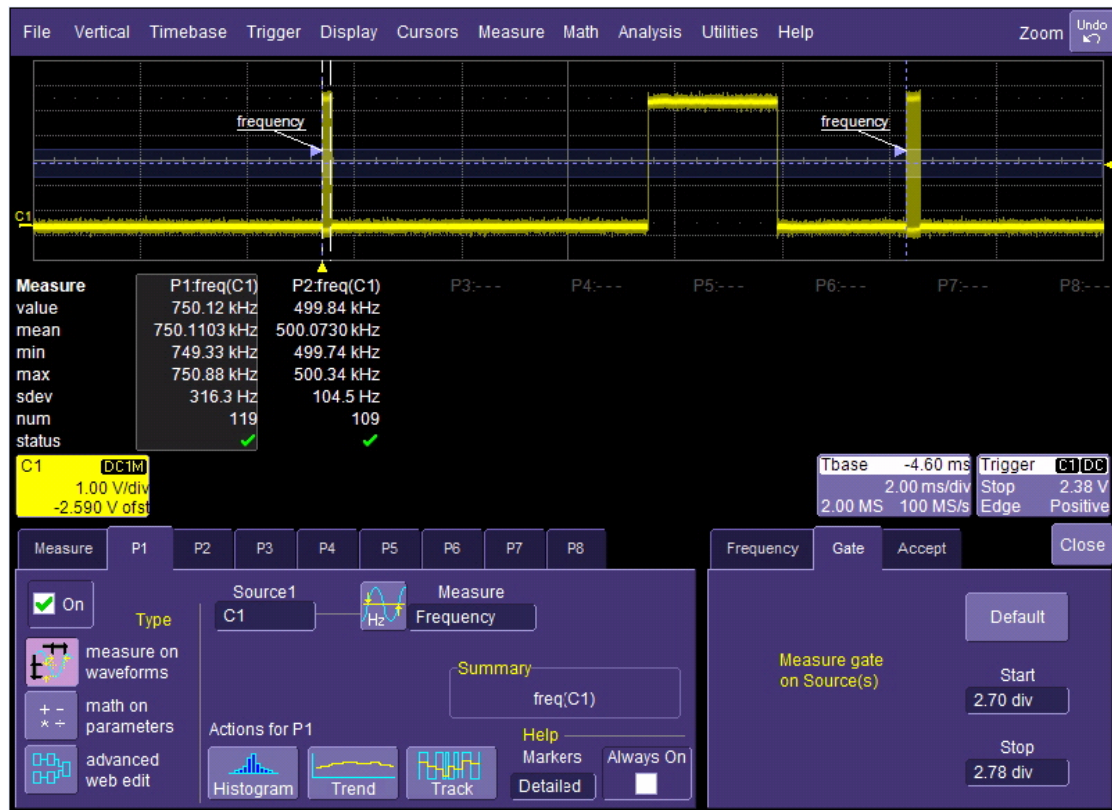 File Vertical Timebase Trigger Display Cursors Measure Math Analysis Utilities Help Zoom Undo
frequency frequency
C1
Measure P1:freq(C1) P2:freq(C1) P3:- - - P4:- - - P5:- - - P6:- - - P7:- - - P8:- - -
value 750.12 kHz 499.84 kHz
mean 750.1103 kHz 500.0730 kHz
min 749.33 kHz 499.74 kHz
max 750.88 kHz 500.34 kHz
sdev 316.3 Hz 104.5 Hz
num 119 109
status
C1 DC1M
1.00 V/div
-2.590 V ofst
Tbase -4.60 ms
2.00 ms/div
2.00 MS 100 MS/s
Trigger C1 DC
Stop 2.38 V
Edge Positive
Measure P1 P2 P3 P4 P5 P6 P7 P8
On
Type
measure on
waveforms
math on
parameters
advanced
web edit
Source1
C1
Hz
Measure
Frequency
Summary
freq(C1)
Actions for P1
Histogram
Trend
Track
Help
Markers
Detailed
Always On
Frequency Gate Accept Close
Measure gate
on Source(s)
Default
Start
2.70 div
Stop
2.78 div